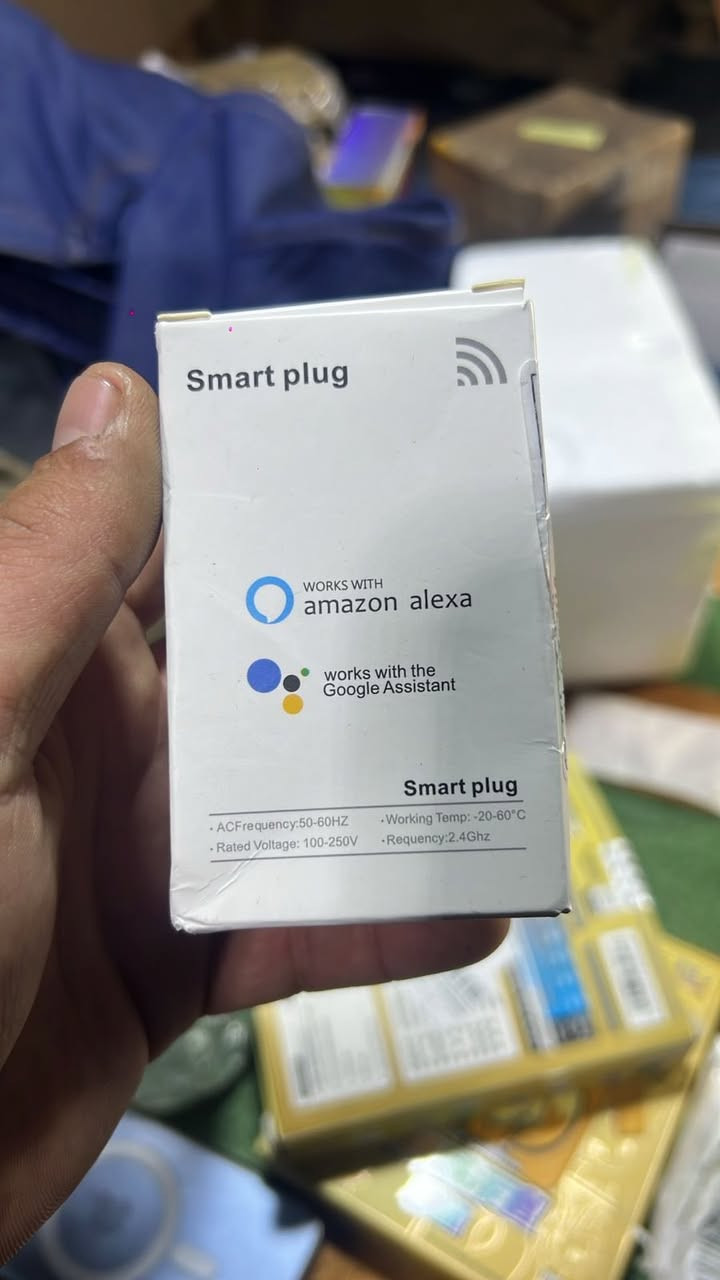 Smart plug
WORKS WITH
amazon alexa
works with the
Google Assistant
Smart plug
·ACFrequency:50-60HZ ·Working Temp: -20-60°C
·Rated Voltage: 100-250V ·Requency:2.4Ghz